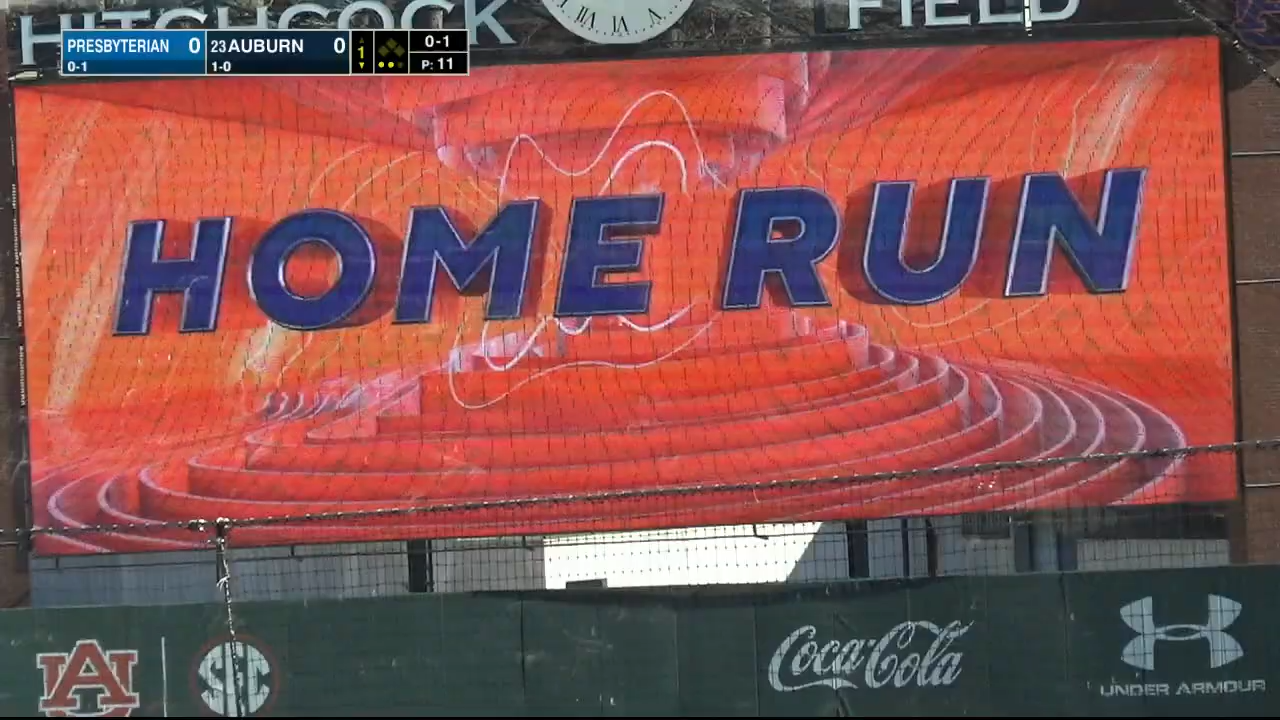 HITCHCOCK FIELD
PRESBYTERIAN 0 23 AUBURN 0 1 0-1
0-1 1-0 P: 11
HOME RUN
AU SEC Coca-Cola
UNDER ARMOUR